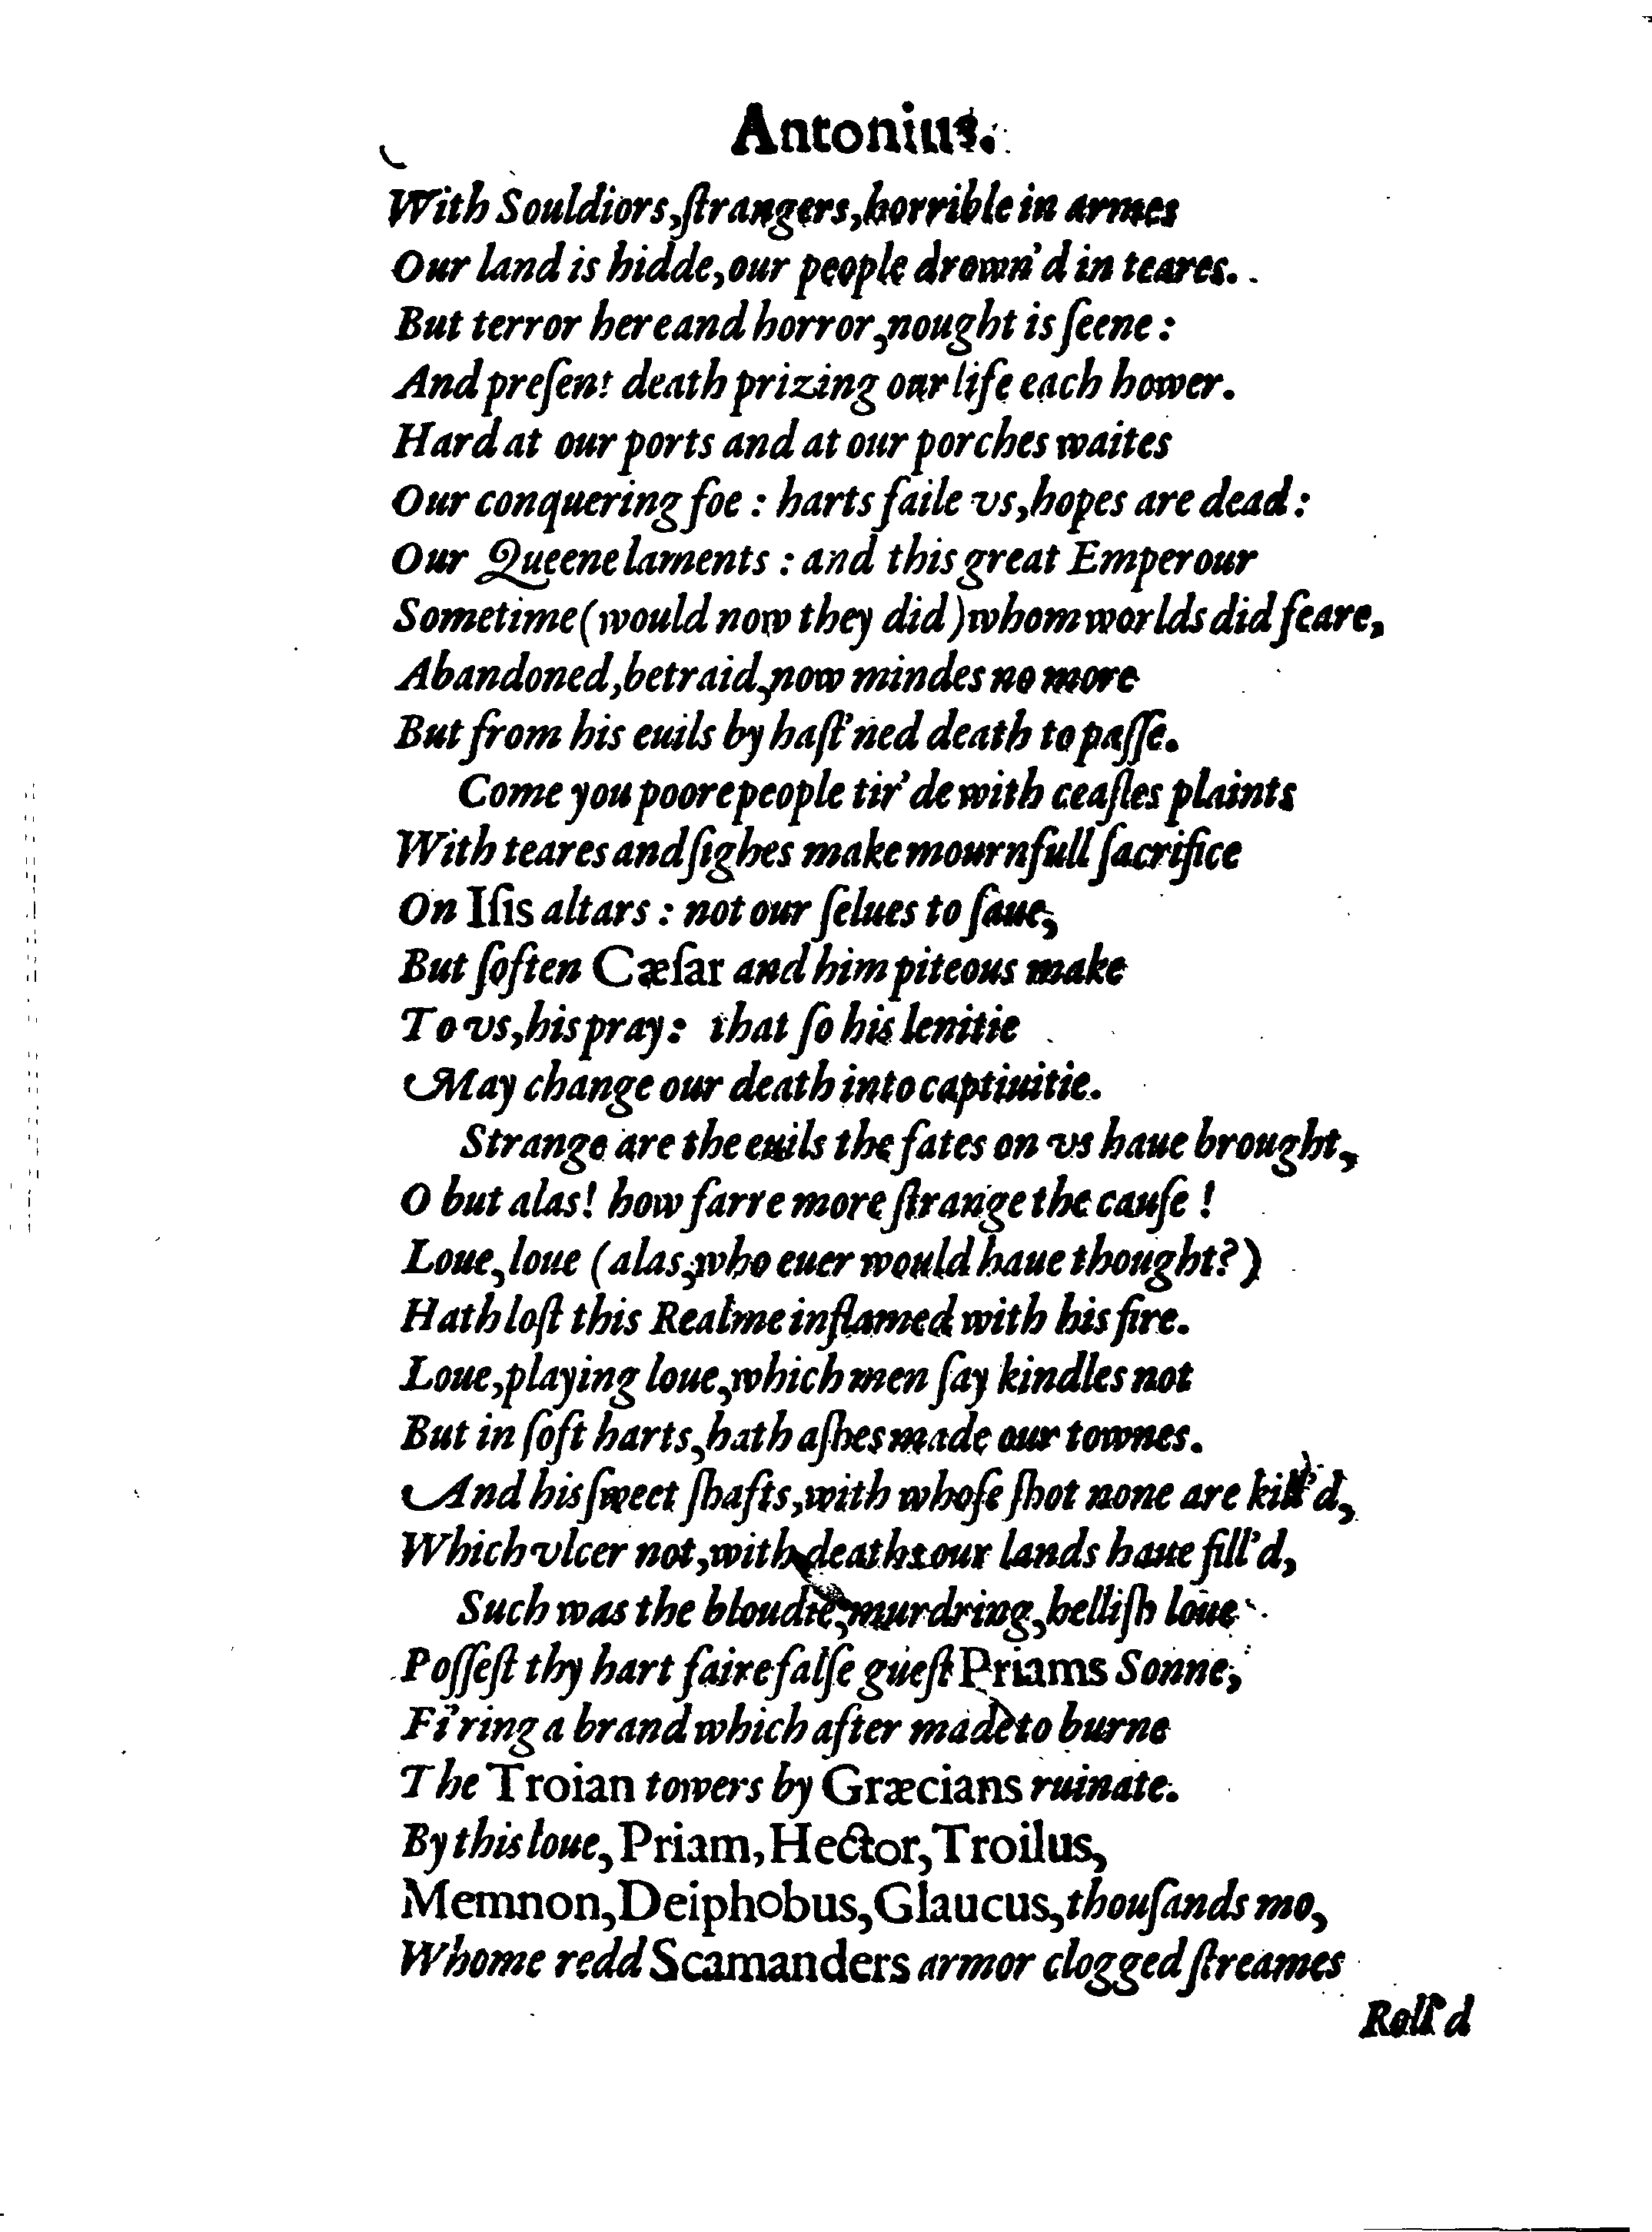 Antonius.
With Souldiors, ſtrangers, horrible in armes
Our land is hidde, our people drown'd in teares.
But terror here and horror, nought is ſeene:
And preſent death prizing our life each hower.
Hard at our ports and at our porches waites
Our conquering foe: harts faile vs, hopes are dead:
Our Queene laments: and this great Emperour
Sometime (would now they did) whom worlds did feare,
Abandoned, betraid, now mindes no more
But from his euils by haſt'ned death to paſſe.
Come you poore people tir'de with ceaſles plaints
With teares and ſighes make mournfull ſacrifice
On Iſis altars: not our ſelues to ſaue,
But ſoften Cæſar and him piteous make
To vs, his pray: that ſo his lenitie
May change our death into captiuitie.
Strange are the euils the fates on vs haue brought,
O but alas! how farre more ſtrange the cauſe!
Loue, loue (alas, who euer would haue thought?)
Hath loſt this Realme inflamed with his fire.
Loue, playing loue, which men ſay kindles not
But in ſoft harts, hath aſhes made our townes.
And his ſweet ſhafts, with whoſe ſhot none are kill'd,
Which vlcer not, with deaths our lands haue fill'd,
Such was the bloudie, murdring, helliſh loue
Poſſeſt thy hart faire falſe gueſt Priams Sonne,
Fi'ring a brand which after made to burne
The Troian towers by Græcians ruinate.
By this loue, Priam, Hector, Troilus,
Memnon, Deiphobus, Glaucus, thouſands mo,
Whome redd Scamanders armor clogged ſtreames
Roll'd